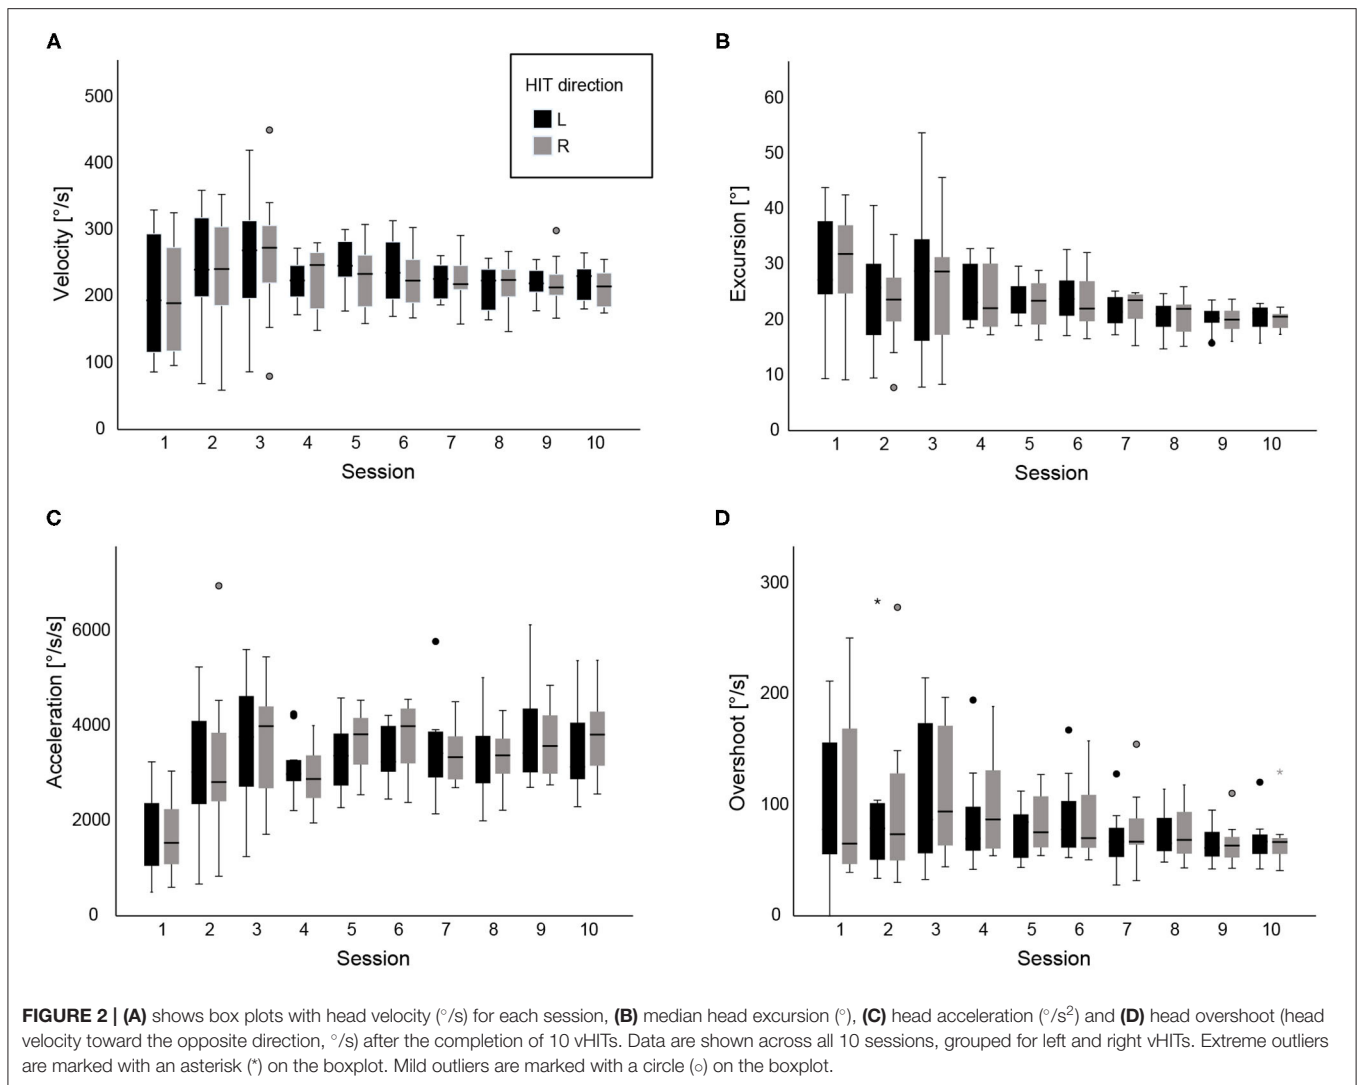 A
Velocity [°/s]
500
400
300
200
100
0
1 2 3 4 5 6 7 8 9 10
Session
HIT direction
L
R
B
Excursion [°]
60
50
40
30
20
10
0
1 2 3 4 5 6 7 8 9 10
Session
C
Acceleration [°/s/s]
6000
4000
2000
0
1 2 3 4 5 6 7 8 9 10
Session
D
Overshoot [°/s]
300
200
100
0
*
*
1 2 3 4 5 6 7 8 9 10
Session
FIGURE 2 | (A) shows box plots with head velocity (°/s) for each session, (B) median head excursion (°), (C) head acceleration (°/s²) and (D) head overshoot (head
velocity toward the opposite direction, °/s) after the completion of 10 vHITs. Data are shown across all 10 sessions, grouped for left and right vHITs. Extreme outliers
are marked with an asterisk (*) on the boxplot. Mild outliers are marked with a circle (○) on the boxplot.